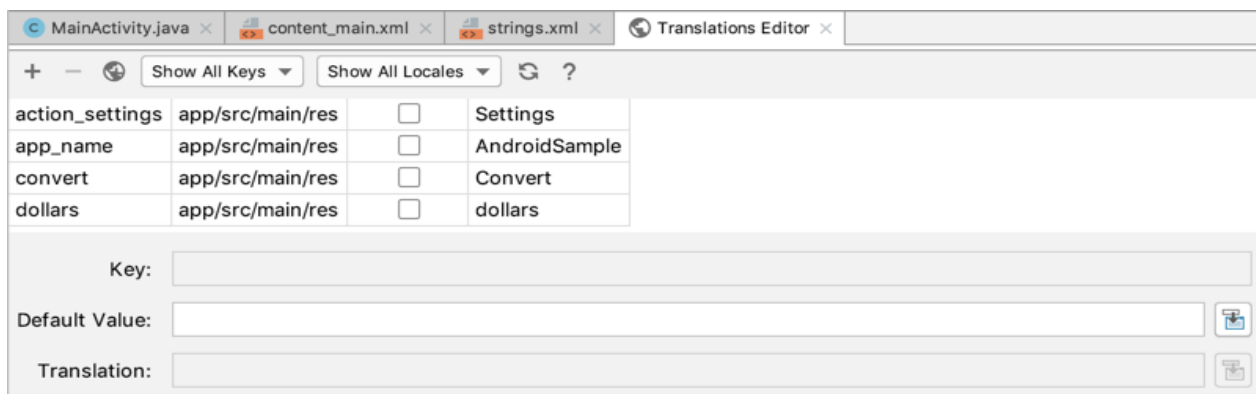 MainActivity.java content_main.xml strings.xml Translations Editor
Show All Keys Show All Locales ?
action_settings app/src/main/res Settings
app_name app/src/main/res AndroidSample
convert app/src/main/res Convert
dollars app/src/main/res dollars
Key:
Default Value:
Translation: